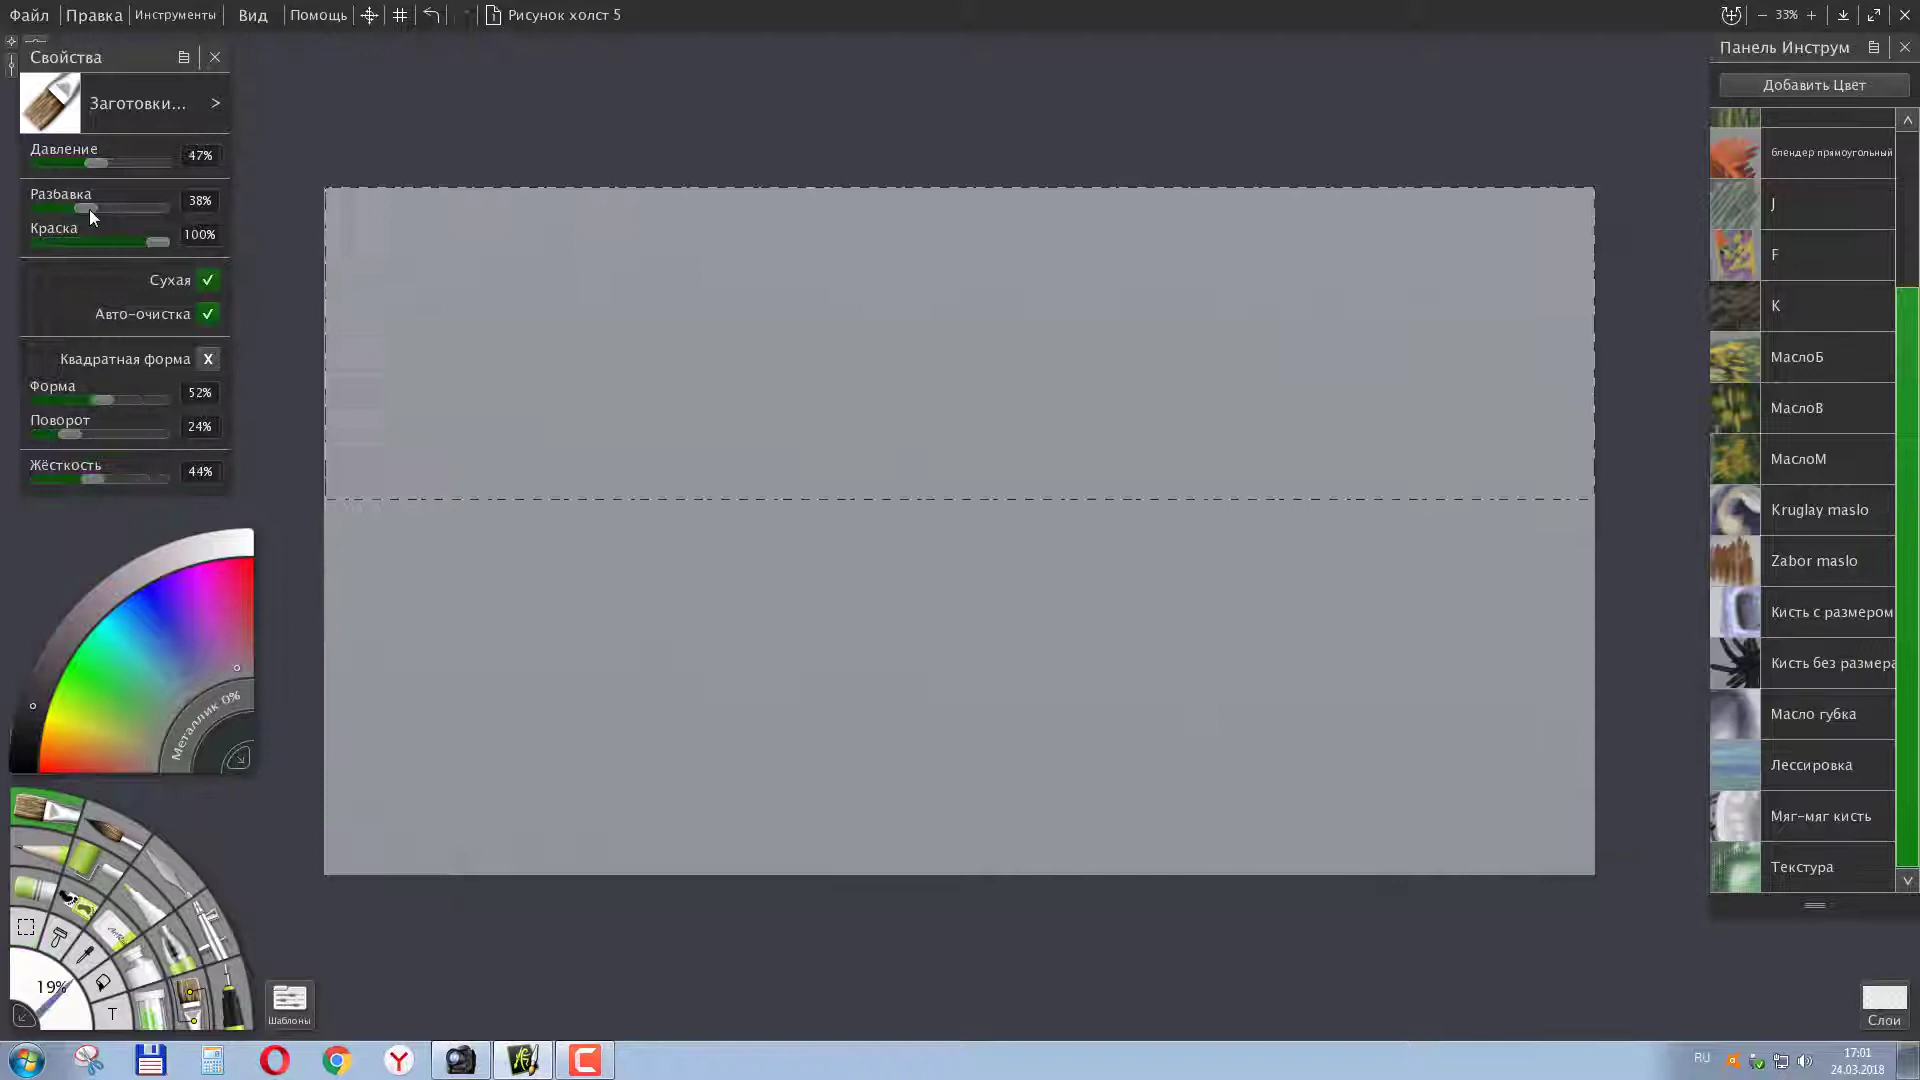 Файл Правка Инструменты Вид Помощь Рисунок холст 5 33%
Свойства
Заготовки... >
Давление 47%
Разбавка 38%
Краска 100%
Сухая
Авто-очистка
Квадратная форма X
Форма 52%
Поворот 24%
Жёсткость 44%
Металлик 0%
19%
T
Шаблоны
Панель Инструм
Добавить Цвет
блендер прямоугольный
J
F
K
МаслоБ
МаслоВ
МаслоМ
Kruglay maslo
Zabor maslo
Кисть с размером
Кисть без размера
Масло губка
Лессировка
Мяг-мяг кисть
Текстура
Слои
RU
17:01
24.03.2018